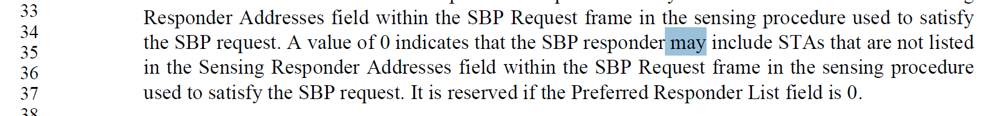 33
Responder Addresses field within the SBP Request frame in the sensing procedure used to satisfy
34
the SBP request. A value of 0 indicates that the SBP responder may include STAs that are not listed
35
in the Sensing Responder Addresses field within the SBP Request frame in the sensing procedure
36
used to satisfy the SBP request. It is reserved if the Preferred Responder List field is 0.
37
38